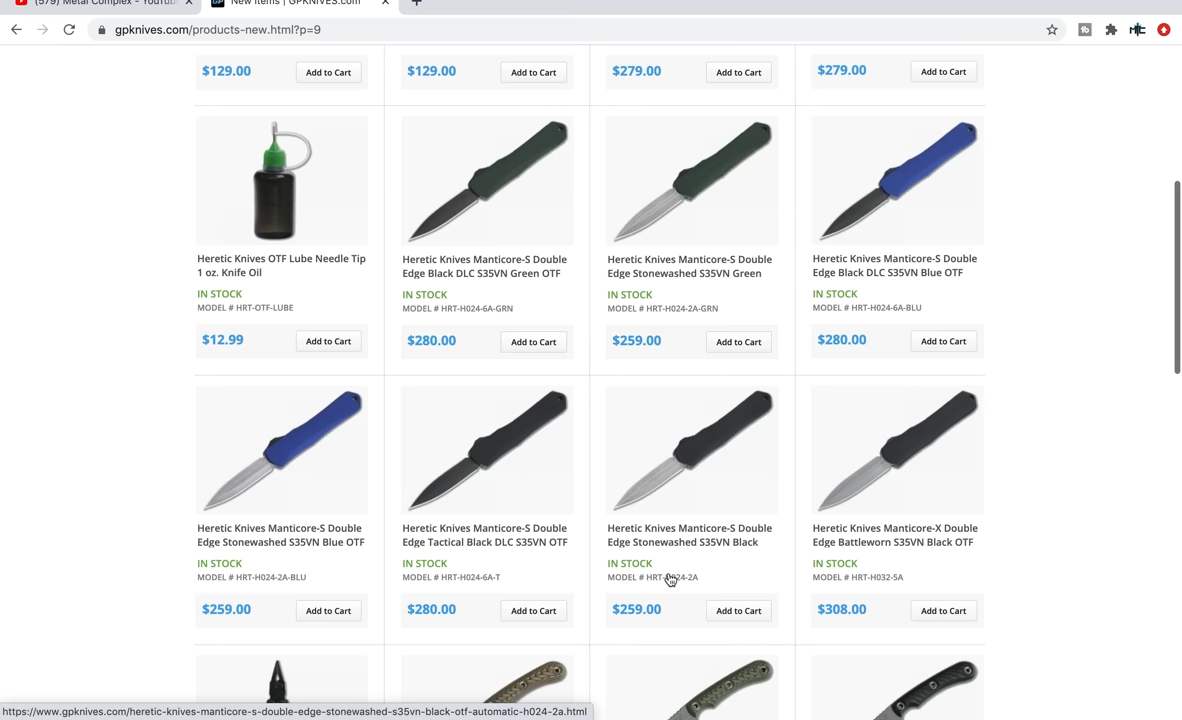 (579) Metal Complex - YouTub
New Items | GPKNIVES.com
gpknives.com/products-new.html?p=9
$129.00 Add to Cart
$129.00 Add to Cart
$279.00 Add to Cart
$279.00 Add to Cart
Heretic Knives OTF Lube Needle Tip
1 oz. Knife Oil
IN STOCK
MODEL # HRT-OTF-LUBE
$12.99 Add to Cart
Heretic Knives Manticore-S Double
Edge Black DLC S35VN Green OTF
IN STOCK
MODEL # HRT-H024-6A-GRN
$280.00 Add to Cart
Heretic Knives Manticore-S Double
Edge Stonewashed S35VN Green
IN STOCK
MODEL # HRT-H024-2A-GRN
$259.00 Add to Cart
Heretic Knives Manticore-S Double
Edge Black DLC S35VN Blue OTF
IN STOCK
MODEL # HRT-H024-6A-BLU
$280.00 Add to Cart
Heretic Knives Manticore-S Double
Edge Stonewashed S35VN Blue OTF
IN STOCK
MODEL # HRT-H024-2A-BLU
$259.00 Add to Cart
Heretic Knives Manticore-S Double
Edge Tactical Black DLC S35VN OTF
IN STOCK
MODEL # HRT-H024-6A-T
$280.00 Add to Cart
Heretic Knives Manticore-S Double
Edge Stonewashed S35VN Black
IN STOCK
MODEL # HRT-H024-2A
$259.00 Add to Cart
Heretic Knives Manticore-X Double
Edge Battleworn S35VN Black OTF
IN STOCK
MODEL # HRT-H032-5A
$308.00 Add to Cart
https://www.gpknives.com/heretic-knives-manticore-s-double-edge-stonewashed-s35vn-black-otf-automatic-h024-2a.html